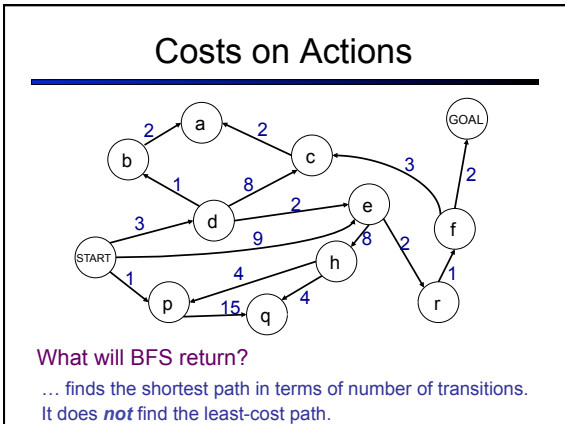 Costs on Actions
a
GOAL
2
2
b
c
3
2
1
8
2
e
f
d
3
9
8
2
START
h
1
4
1
4
r
p
15
q
What will BFS return?
… finds the shortest path in terms of number of transitions.
It does not find the least-cost path.